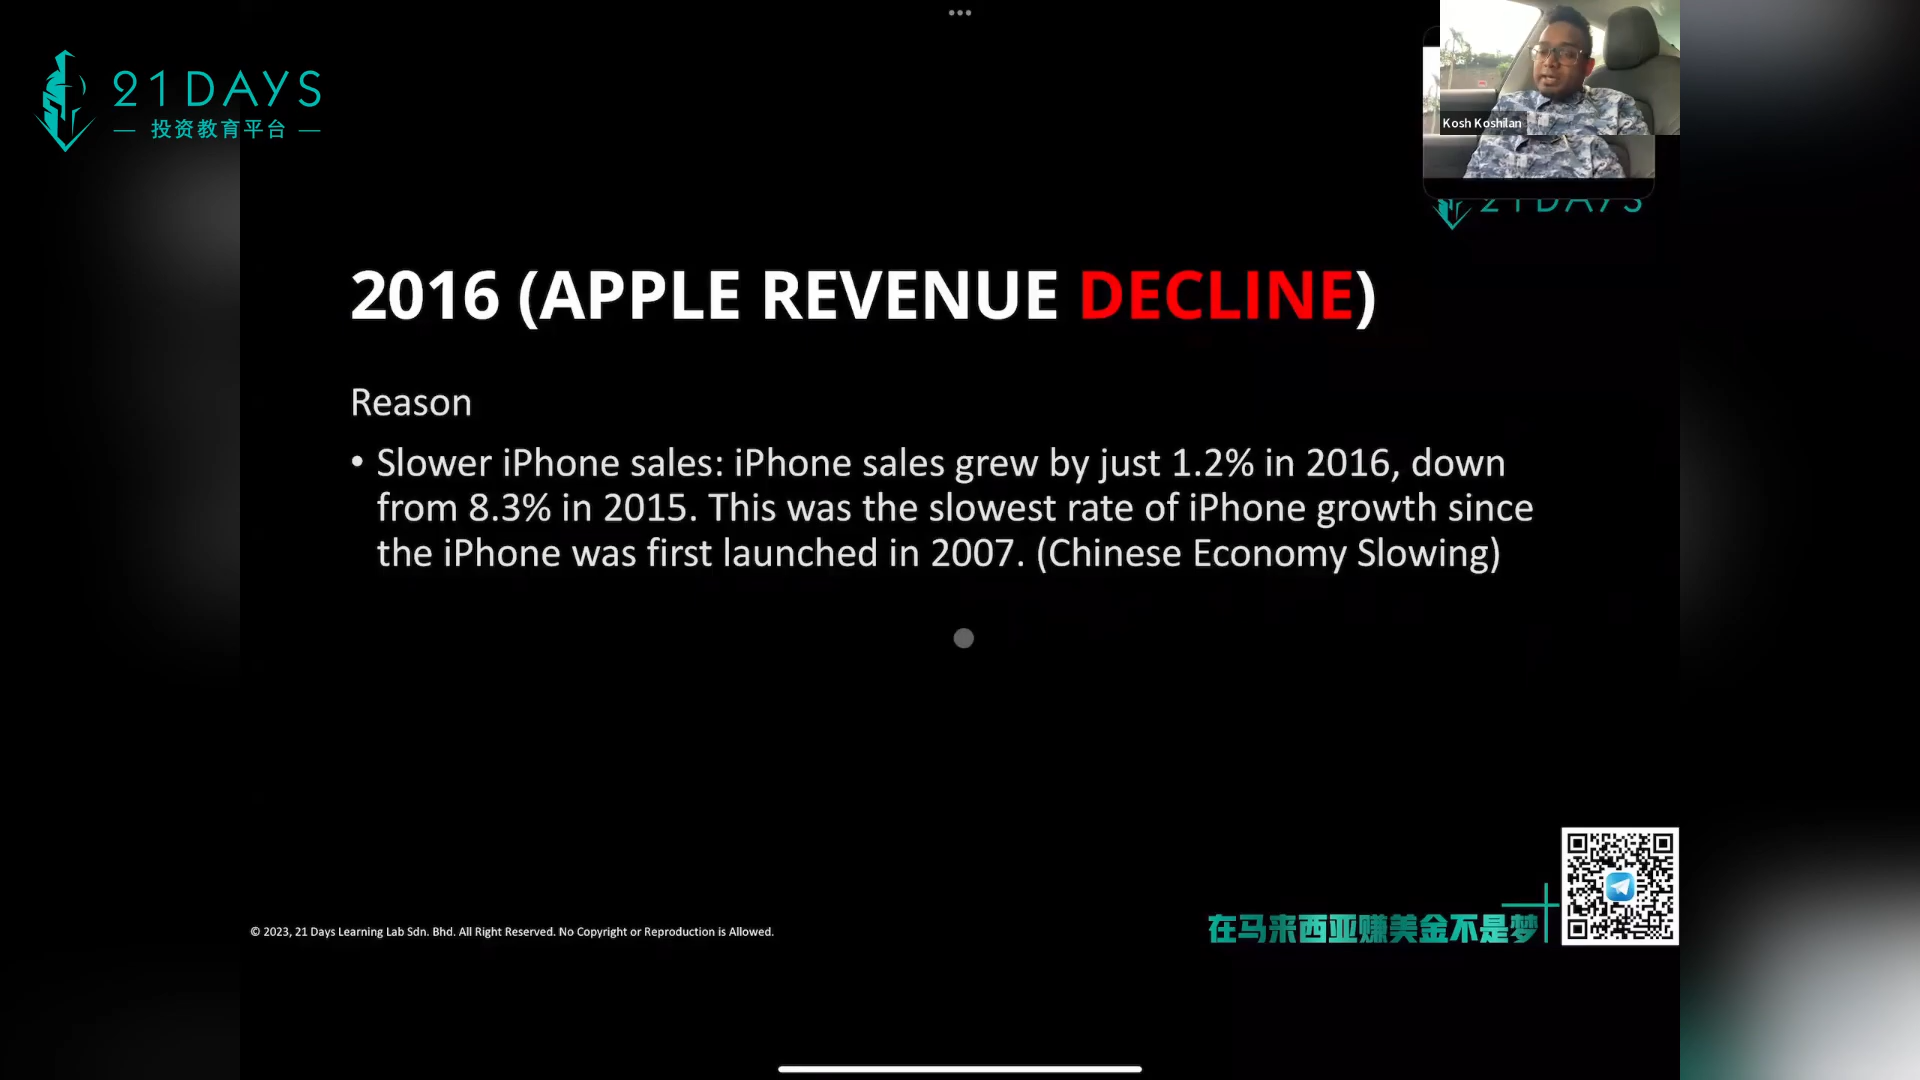 21DAYS
— 投资教育平台 —
Kosh Koshilan
21DAYS
2016 (APPLE REVENUE DECLINE)
Reason
• Slower iPhone sales: iPhone sales grew by just 1.2% in 2016, down
from 8.3% in 2015. This was the slowest rate of iPhone growth since
the iPhone was first launched in 2007. (Chinese Economy Slowing)
© 2023, 21 Days Learning Lab Sdn. Bhd. All Right Reserved. No Copyright or Reproduction is Allowed.
在马来西亚赚美金不是梦